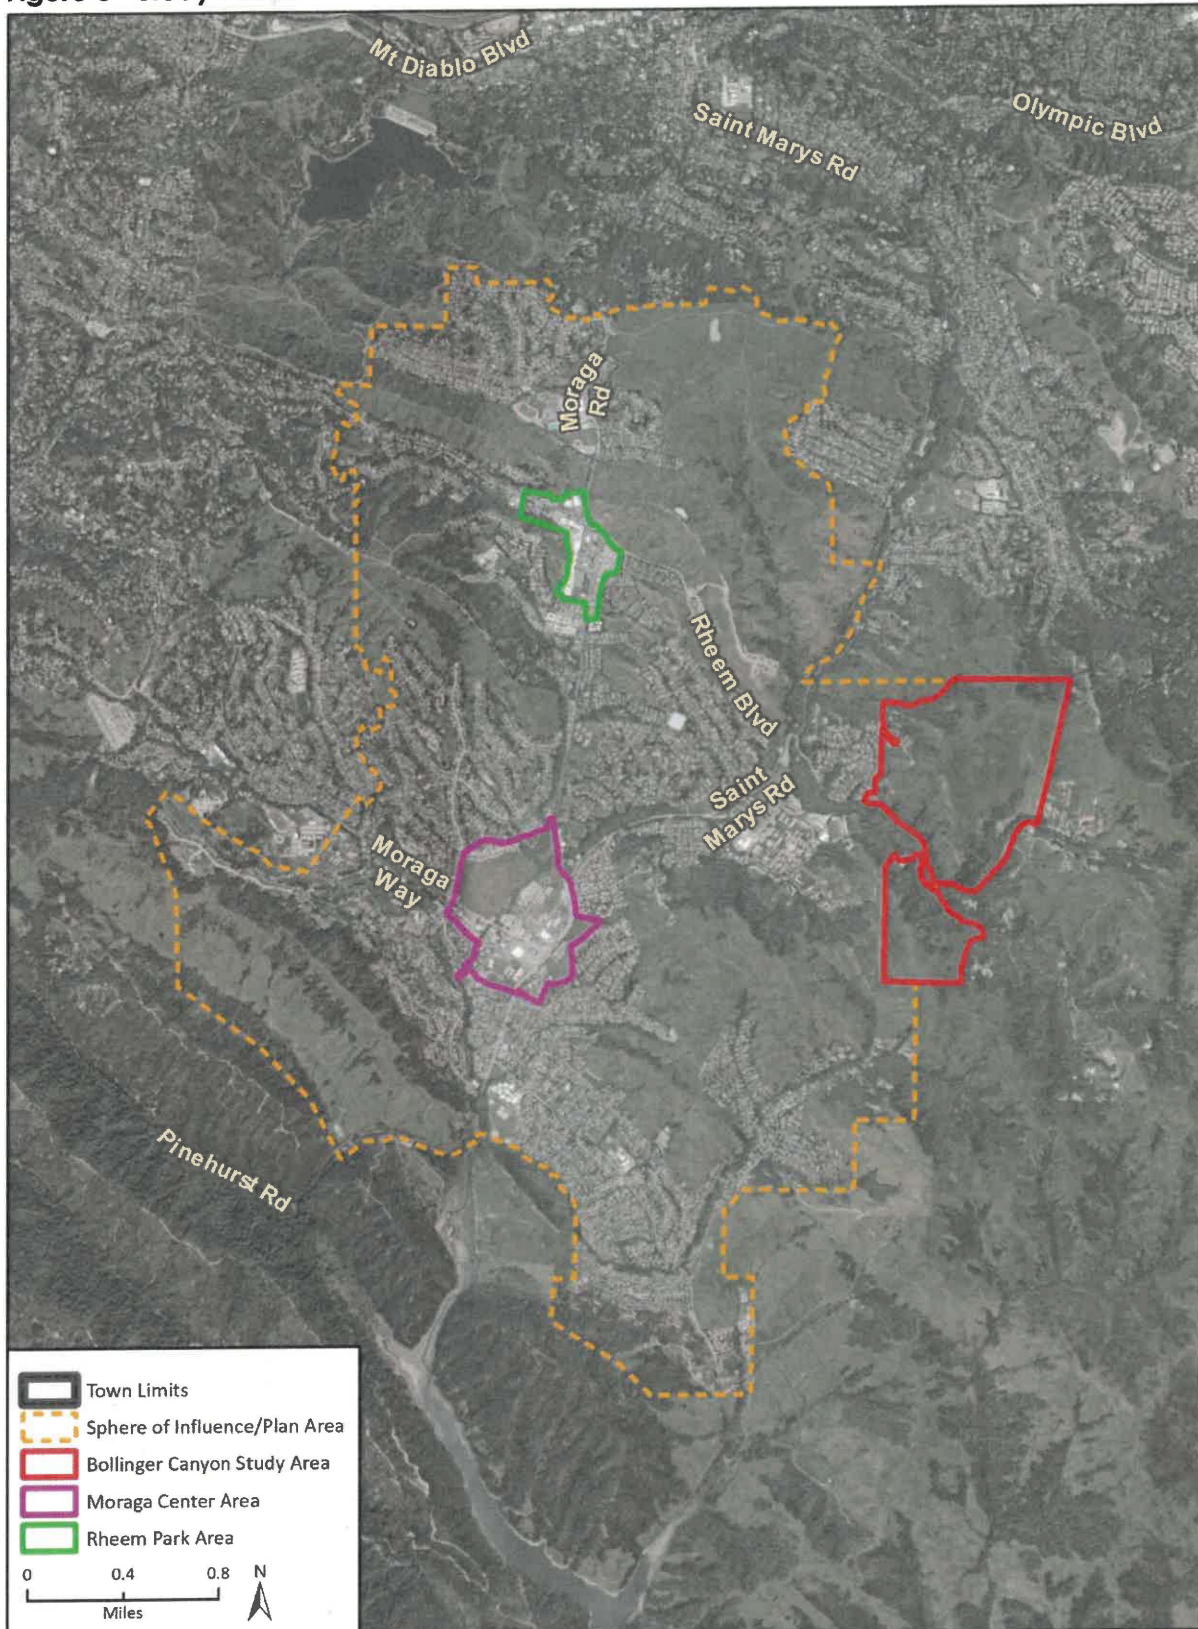 Mt Diablo Blvd
Saint Marys Rd
Olympic Blvd
Moraga
Rd
Rheem Blvd
Saint
Marys Rd
Moraga
Way
Pinehurst Rd
Town Limits
Sphere of Influence/Plan Area
Bollinger Canyon Study Area
Moraga Center Area
Rheem Park Area
0 0.4 0.8
Miles
N